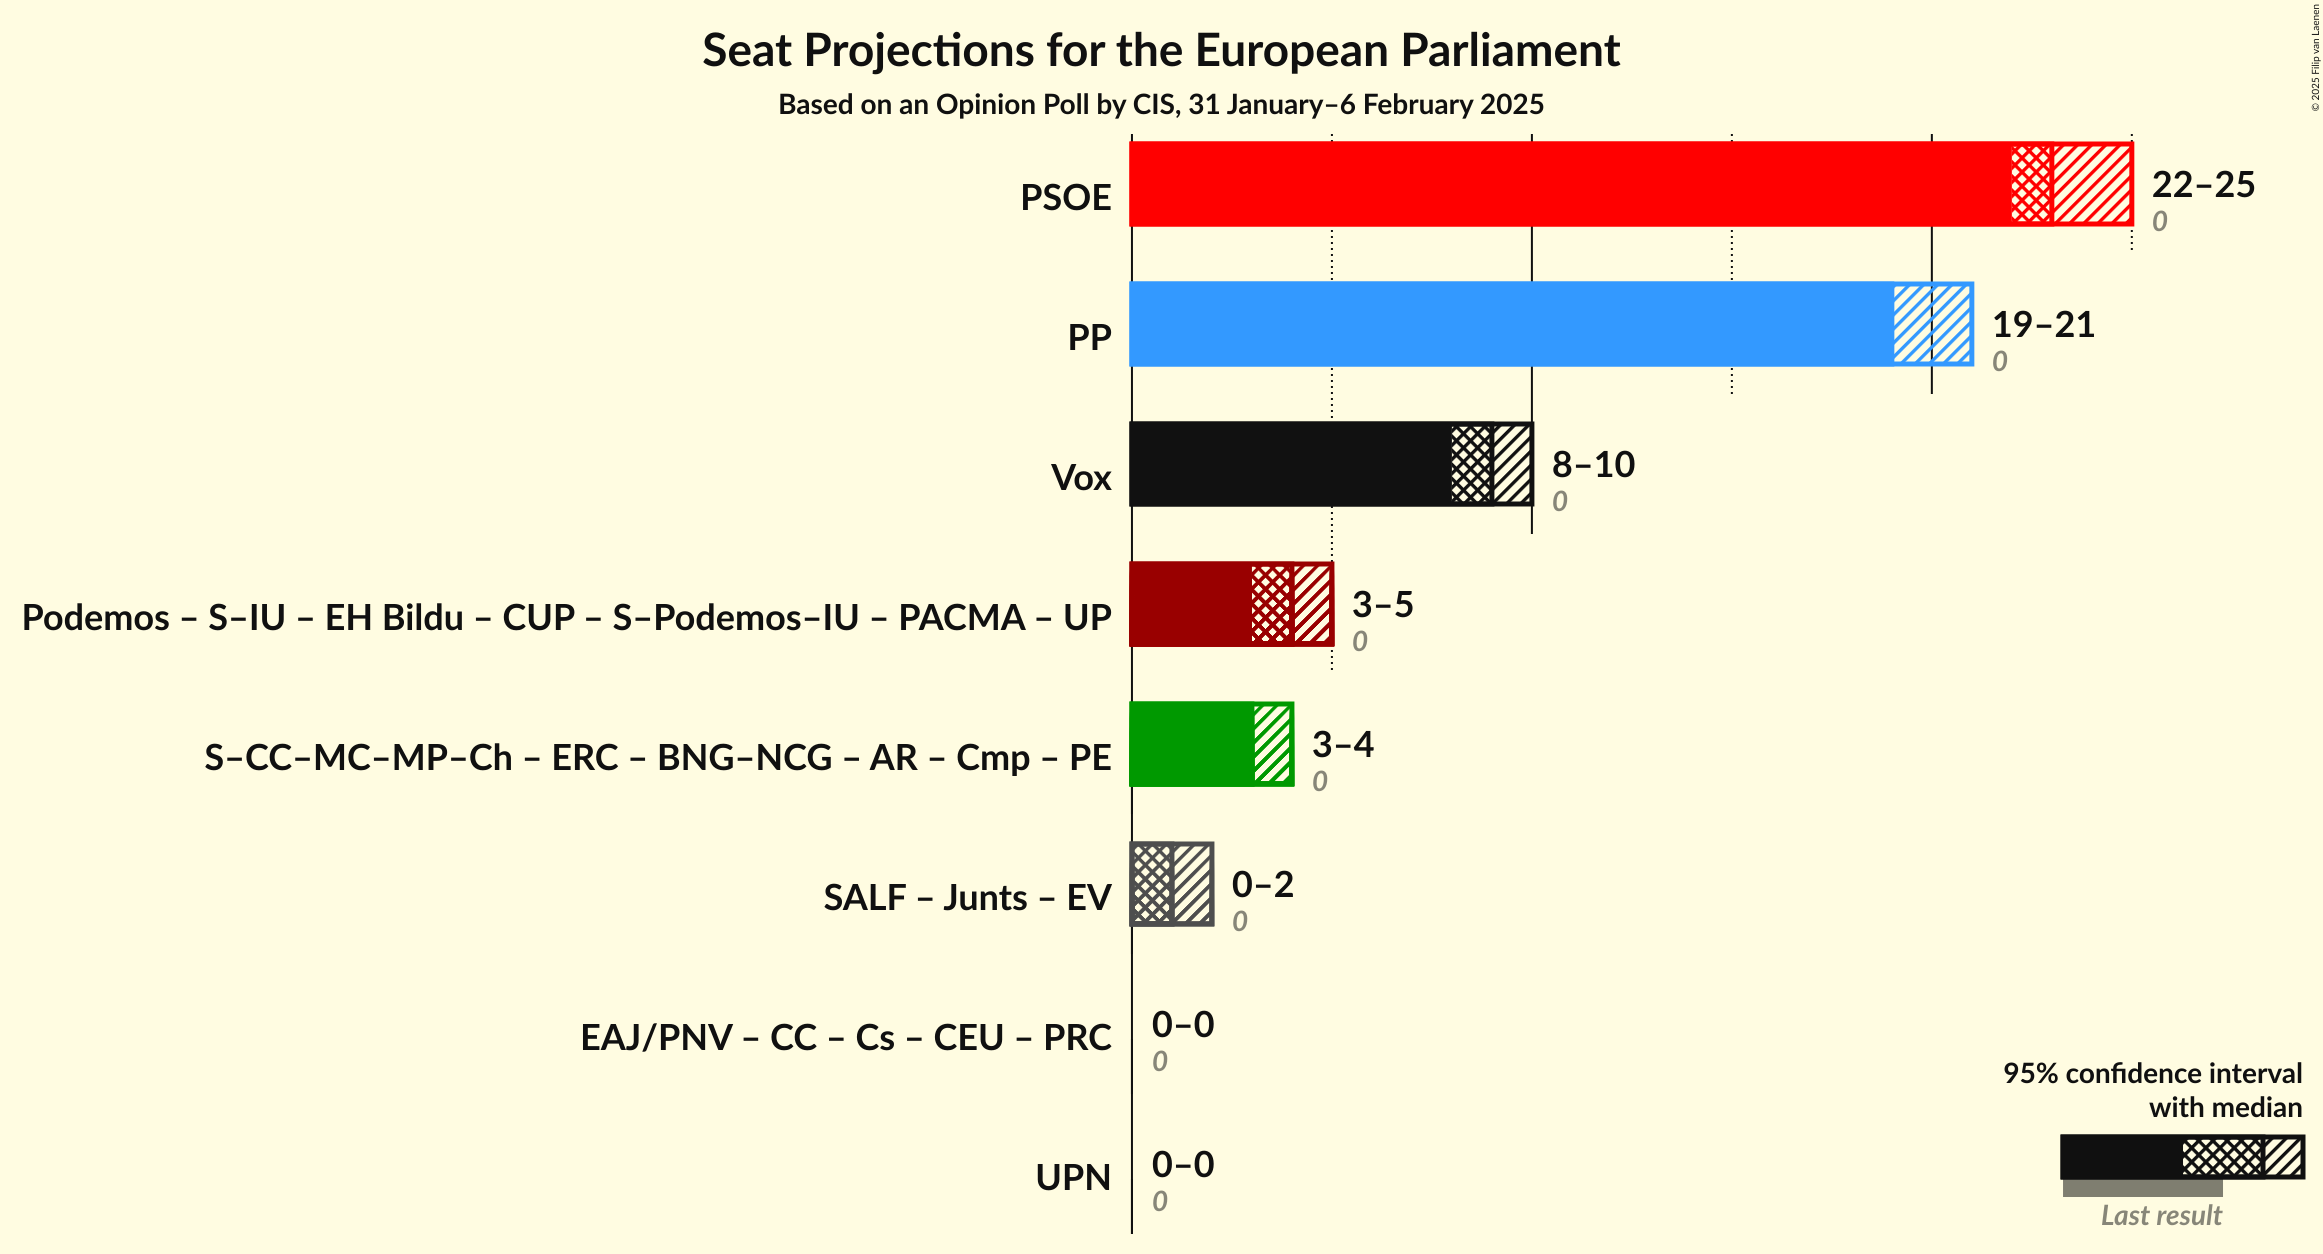 Seat Projections for the European Parliament
Based on an Opinion Poll by CIS, 31 January–6 February 2025
© 2025 Filip van Laenen
PSOE
22–25
0
PP
19–21
0
Vox
8–10
0
Podemos – S–IU – EH Bildu – CUP – S–Podemos–IU – PACMA – UP
3–5
0
S–CC–MC–MP–Ch – ERC – BNG–NCG – AR – Cmp – PE
3–4
0
SALF – Junts – EV
0–2
0
EAJ/PNV – CC – Cs – CEU – PRC
0–0
0
UPN
0–0
0
95% confidence interval
with median
Last result